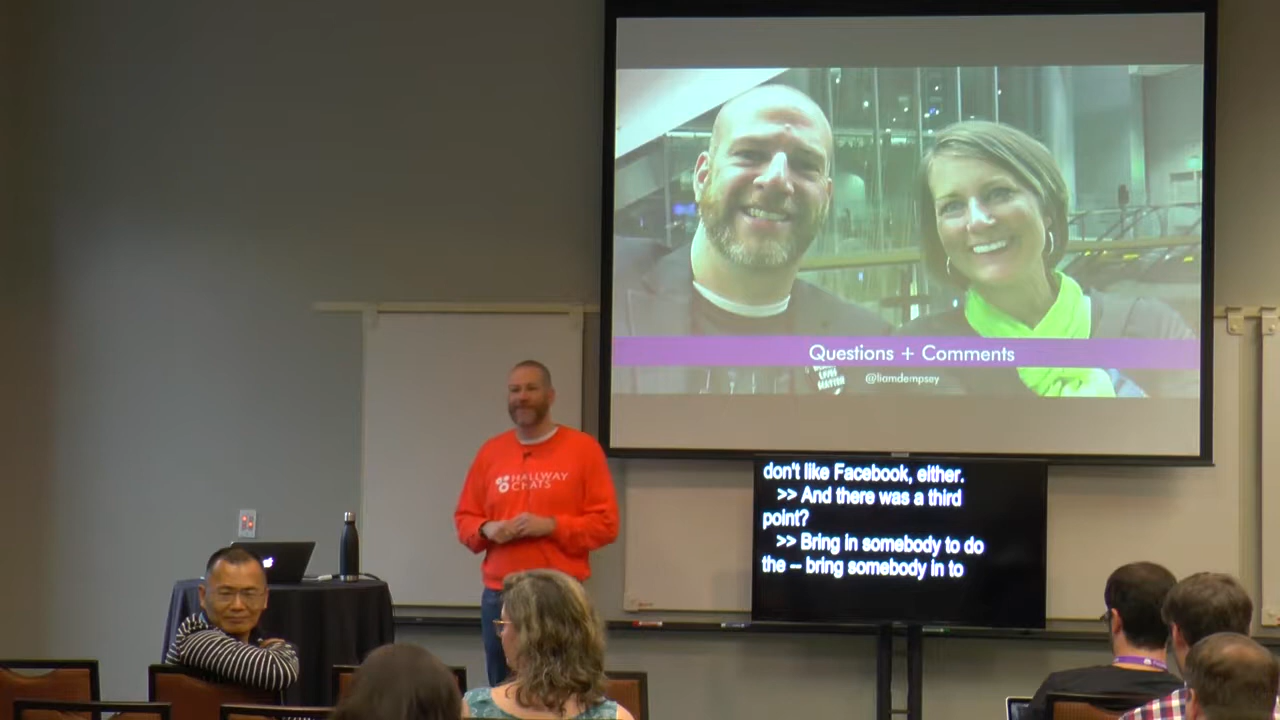 Questions + Comments
@liamdempsey
HALLWAY
CHATS
don't like Facebook, either.
>> And there was a third
point?
>> Bring in somebody to do
the – bring somebody in to